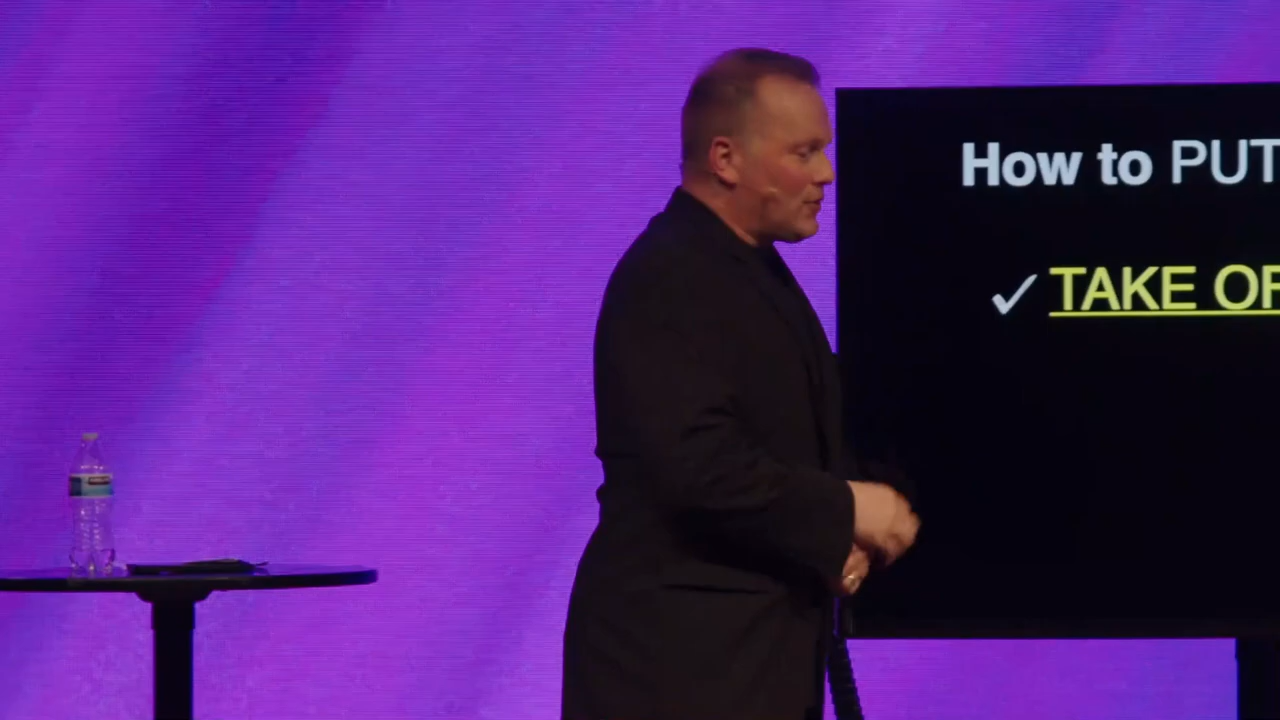 How to PUT
✓ TAKE OF